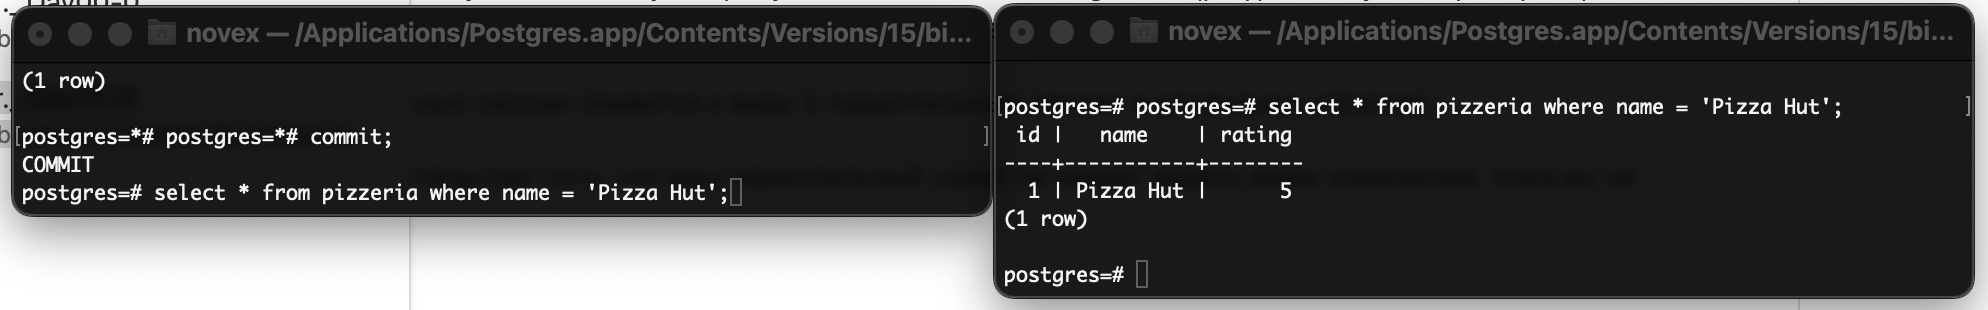 novex — /Applications/Postgres.app/Contents/Versions/15/bi...
(1 row)
postgres=*# postgres=*# commit;
COMMIT
postgres=# select * from pizzeria where name = 'Pizza Hut';
novex — /Applications/Postgres.app/Contents/Versions/15/bi...
postgres=# postgres=# select * from pizzeria where name = 'Pizza Hut';
 id |   name    | rating
----+-----------+--------
  1 | Pizza Hut |      5
(1 row)
postgres=#